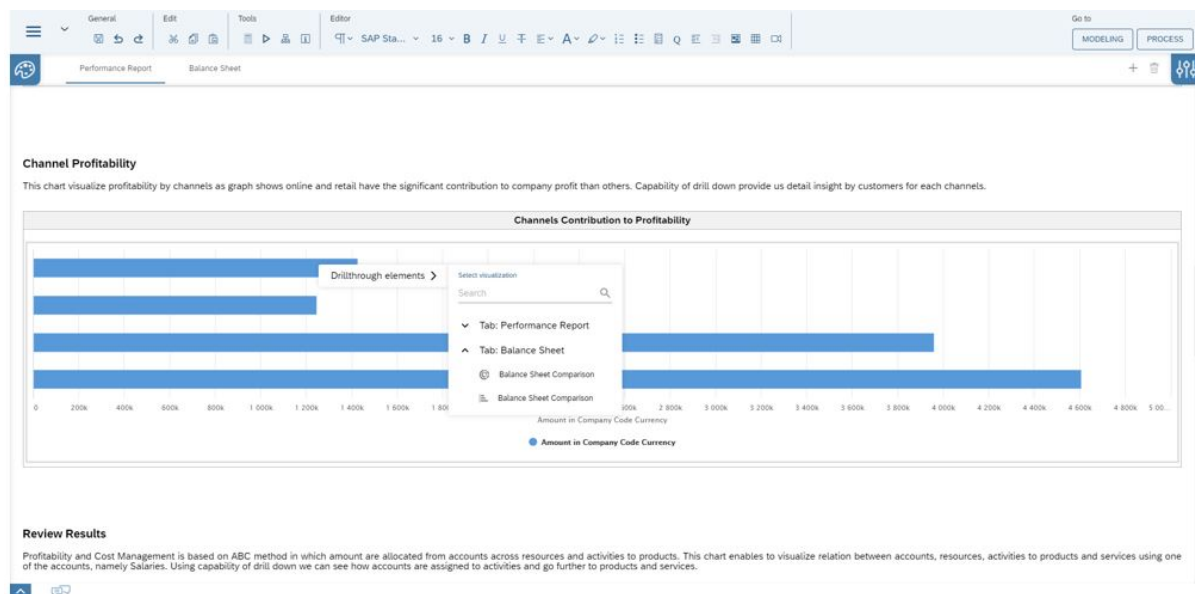 General Edit Tools Editor Go to
SAP Sta... 16 B I U MODELING PROCESS
Performance Report Balance Sheet
Channel Profitability
This chart visualize profitability by channels as graph shows online and retail have the significant contribution to company profit than others. Capability of drill down provide us detail insight by customers for each channels.
Channels Contribution to Profitability
Drillthrough elements
Select visualization
Search
Tab: Performance Report
Tab: Balance Sheet
Balance Sheet Comparison
Balance Sheet Comparison
0 200k 400k 600k 800k 1 000k 1 200k 1 400k 1 600k 1 80 600k 2 800k 3 000k 3 200k 3 400k 3 600k 3 800k 4 000k 4 200k 4 400k 4 600k 4 800k 5 00...
Amount in Company Code Currency
Amount in Company Code Currency
Review Results
Profitability and Cost Management is based on ABC method in which amount are allocated from accounts across resources and activities to products. This chart enables to visualize relation between accounts, resources, activities to products and services using one
of the accounts, namely Salaries. Using capability of drill down we can see how accounts are assigned to activities and go further to products and services.